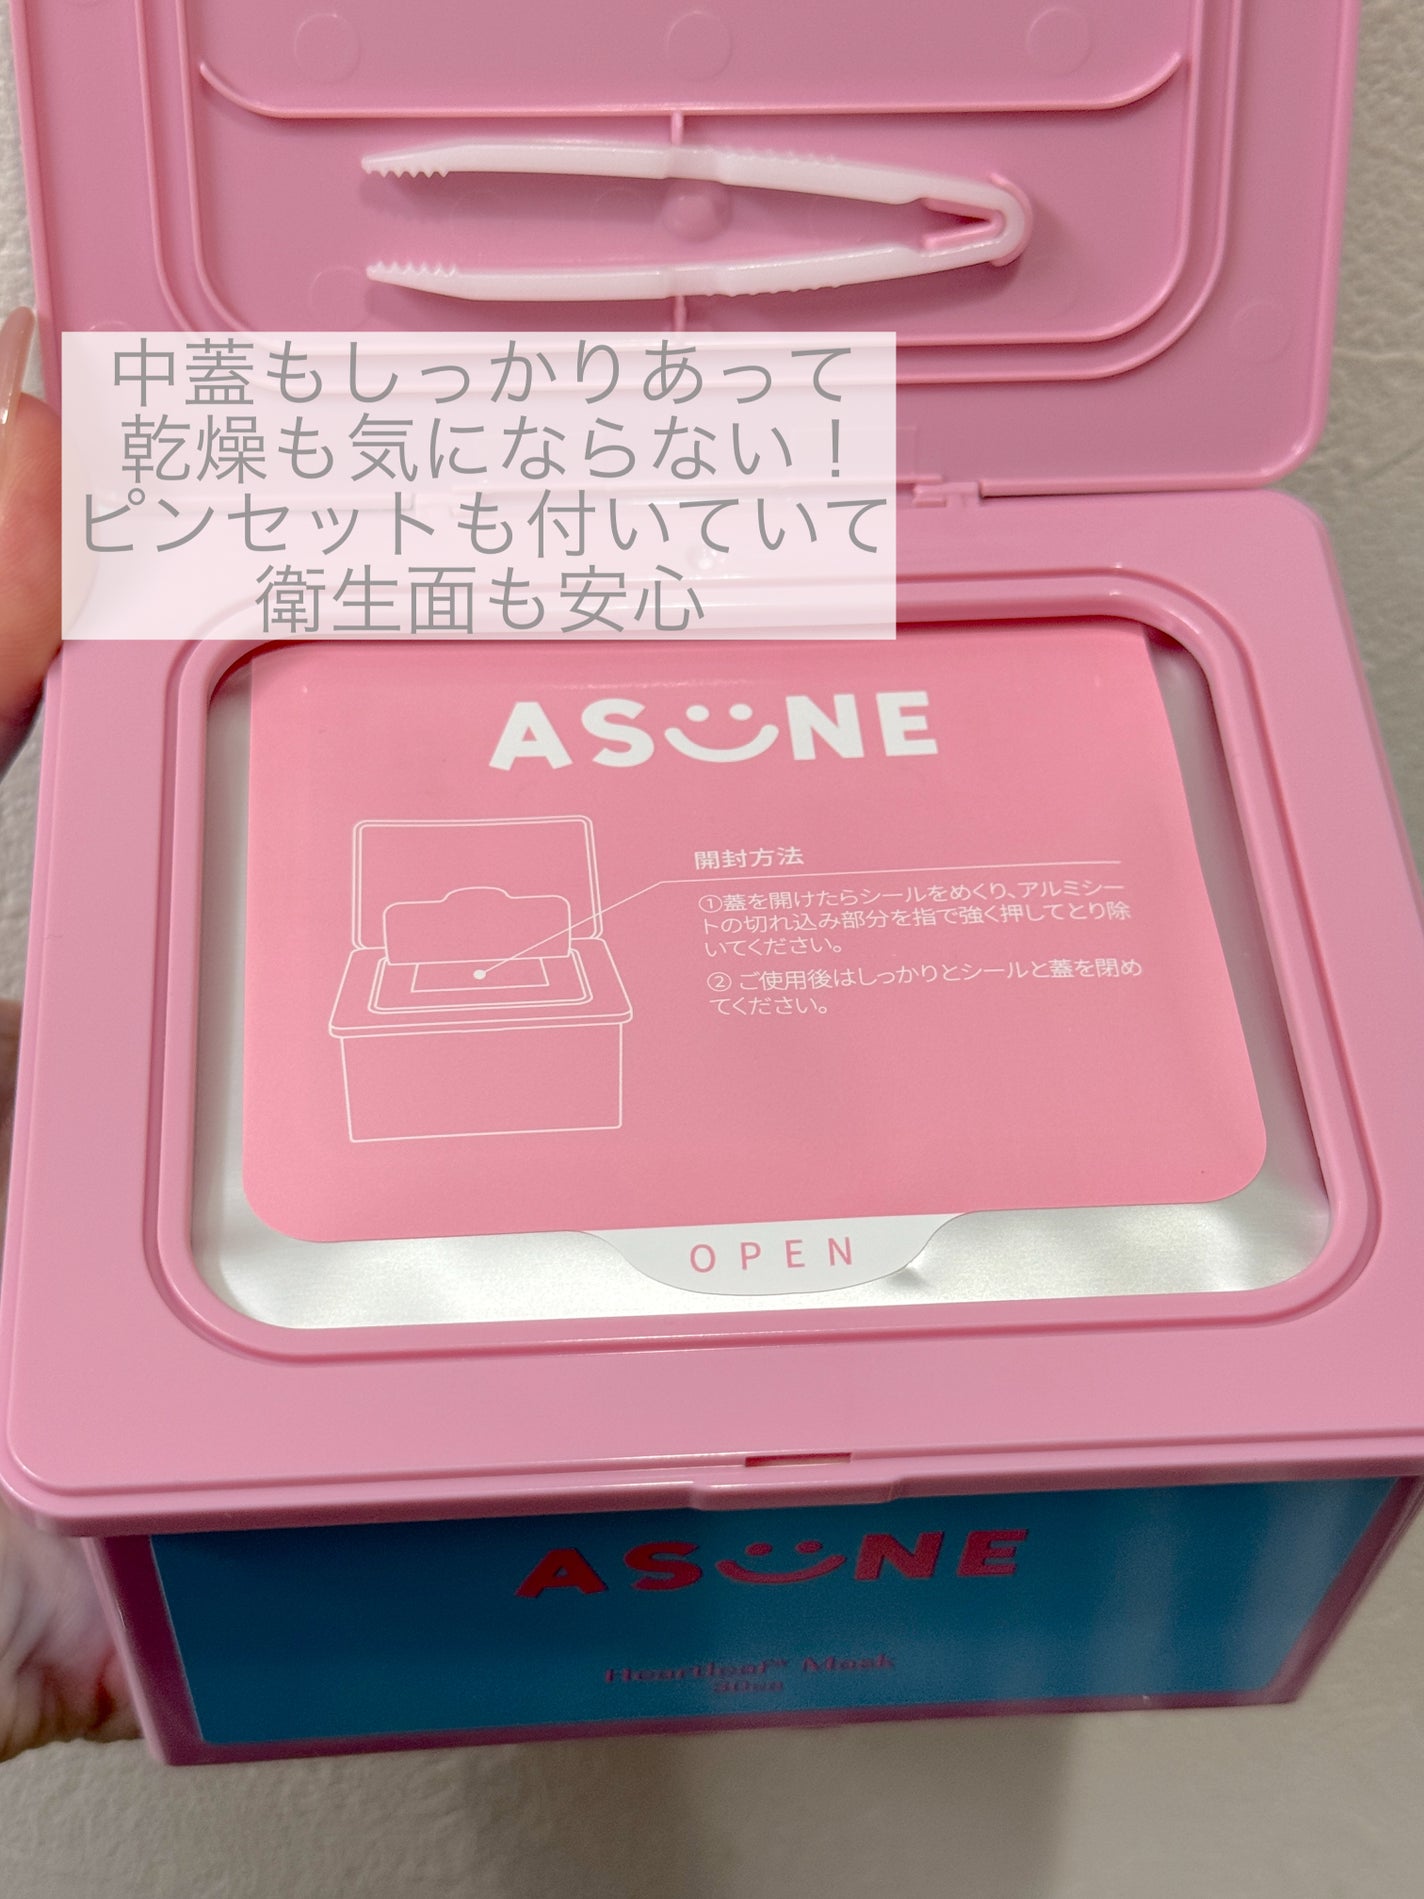 中蓋もしっかりあって
乾燥も気にならない！
ピンセットも付いていて
衛生面も安心
ASUNE
開封方法
①蓋を開けたらシールをめくり、アルミシー
トの切れ込み部分を指で強く押してとり除
いてください。
② ご使用後はしっかりとシールと蓋を閉め
てください。
OPEN
ASUNE
Heartleaf™ Mask